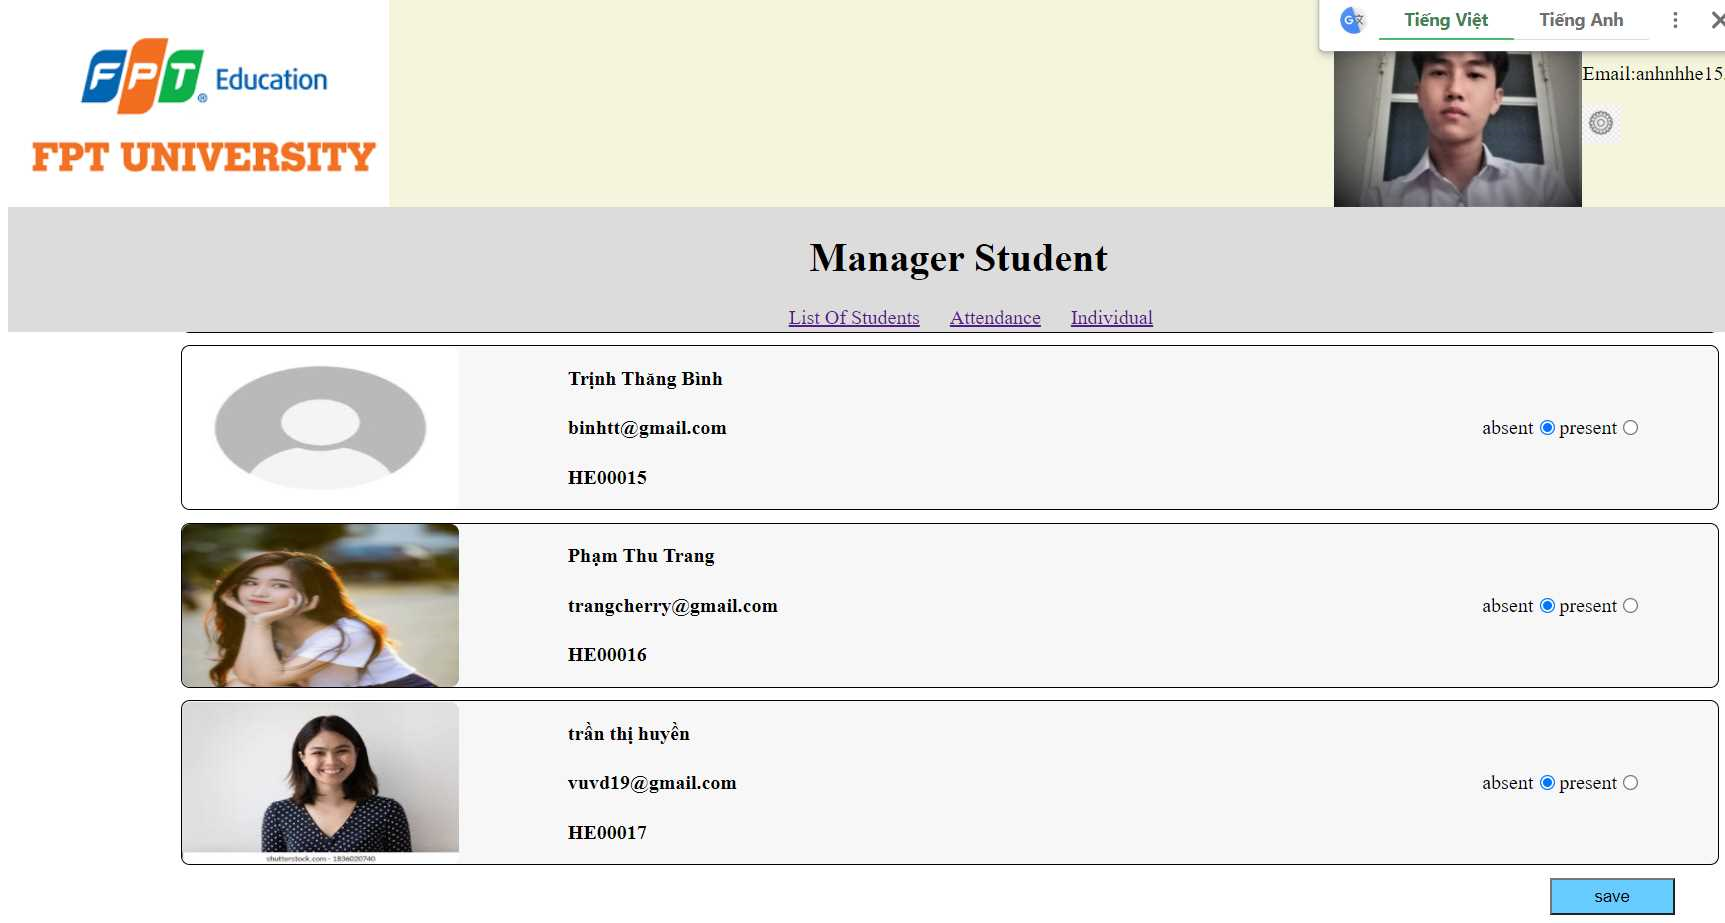 Tiếng Việt Tiếng Anh
FPT Education
®
FPT UNIVERSITY
Email:anhnhhe15
Manager Student
List Of Students Attendance Individual
Trịnh Thăng Bình
binhtt@gmail.com
absent present
HE00015
Phạm Thu Trang
trangcherry@gmail.com
absent present
HE00016
trần thị huyền
vuvd19@gmail.com
absent present
HE00017
shutterstock.com - 1836020740
save